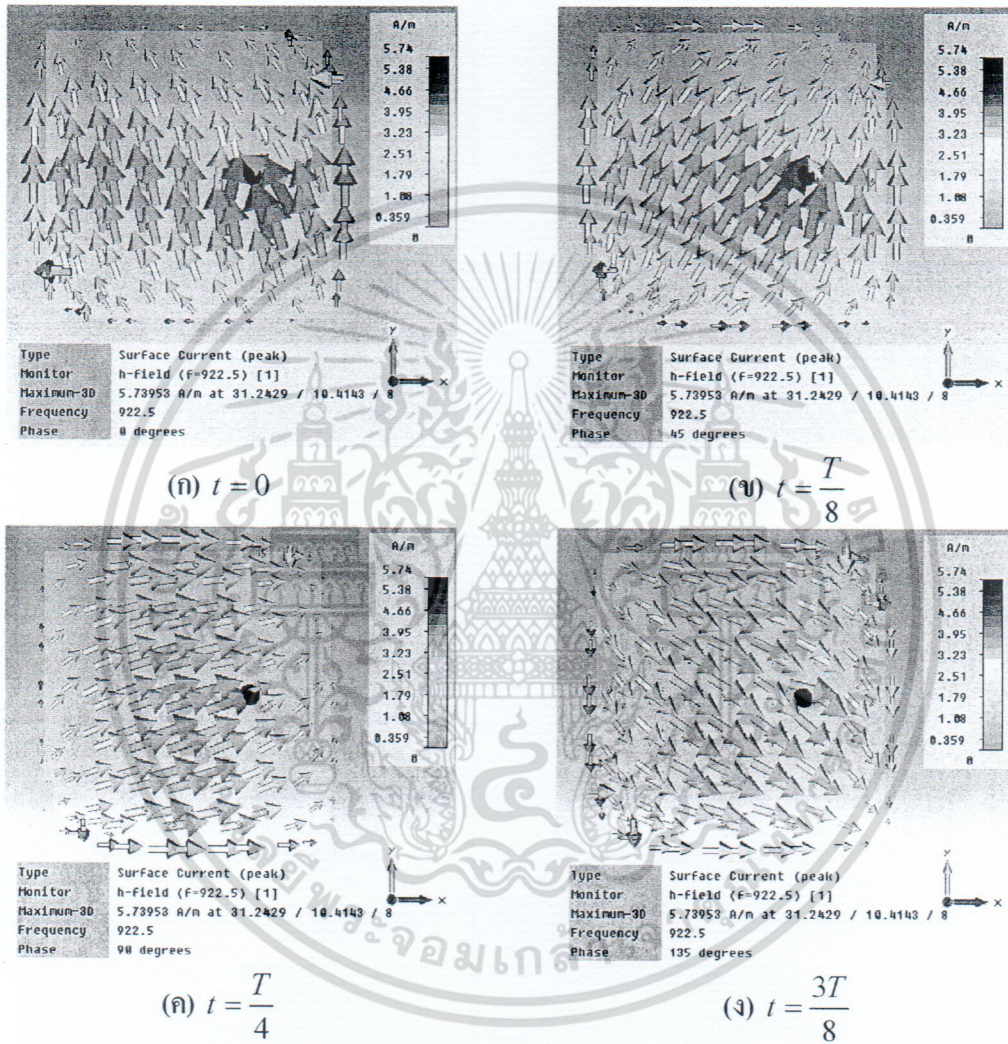 A/m
5.74
5.38
4.66
3.95
3.23
2.51
1.79
1.08
0.359
0
y
x
Type Surface Current (peak)
Monitor h-field (f=922.5) [1]
Maximum-3D 5.73953 A/m at 31.2429 / 10.4143 / 8
Frequency 922.5
Phase 0 degrees
(ก) t = 0
A/m
5.74
5.38
4.66
3.95
3.23
2.51
1.79
1.08
0.359
0
y
x
Type Surface Current (peak)
Monitor h-field (f=922.5) [1]
Maximum-3D 5.73953 A/m at 31.2429 / 10.4143 / 8
Frequency 922.5
Phase 45 degrees
(ข) t = T/8
A/m
5.74
5.38
4.66
3.95
3.23
2.51
1.79
1.08
0.359
0
y
x
Type Surface Current (peak)
Monitor h-field (f=922.5) [1]
Maximum-3D 5.73953 A/m at 31.2429 / 10.4143 / 8
Frequency 922.5
Phase 90 degrees
(ค) t = T/4
A/m
5.74
5.38
4.66
3.95
3.23
2.51
1.79
1.08
0.359
0
y
x
Type Surface Current (peak)
Monitor h-field (f=922.5) [1]
Maximum-3D 5.73953 A/m at 31.2429 / 10.4143 / 8
Frequency 922.5
Phase 135 degrees
(ง) t = 3T/8